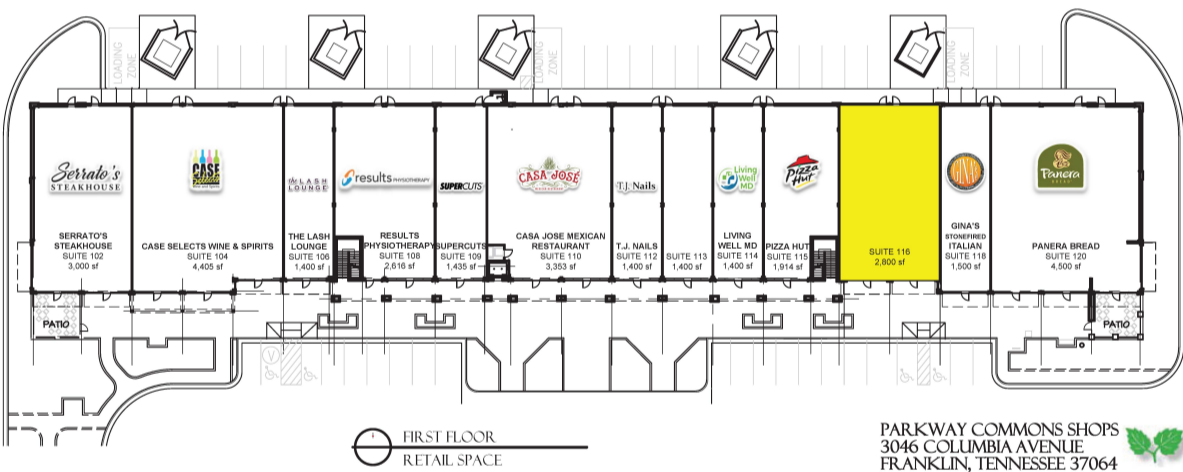 LOADING
ZONE
LOADING
ZONE
LOADING
ZONE
Serrato's
STEAKHOUSE
CASE
the LASH
LOUNGE
results PHYSIOTHERAPY
SUPERCUTS
CASA JOSÉ
T.J. Nails
Living
Well
MD
Pizza
Hut
GINA'S
Panera
BREAD
SERRATO'S
STEAKHOUSE
SUITE 102
3,000 sf
CASE SELECTS WINE & SPIRITS
SUITE 104
4,405 sf
THE LASH
LOUNGE
SUITE 106
1,400 sf
RESULTS
PHYSIOTHERAPY
SUITE 108
2,616 sf
SUPERCUTS
SUITE 109
1,435 sf
CASA JOSE MEXICAN
RESTAURANT
SUITE 110
3,353 sf
T.J. NAILS
SUITE 112
1,400 sf
SUITE 113
1,400 sf
LIVING
WELL MD
SUITE 114
1,400 sf
PIZZA HUT
SUITE 115
1,914 sf
SUITE 116
2,800 sf
GINA'S
STONEFIRED
ITALIAN
SUITE 118
1,500 sf
PANERA BREAD
SUITE 120
4,500 sf
PATIO
PATIO
V
FIRST FLOOR
RETAIL SPACE
PARKWAY COMMONS SHOPS
3046 COLUMBIA AVENUE
FRANKLIN, TENNESSEE 37064